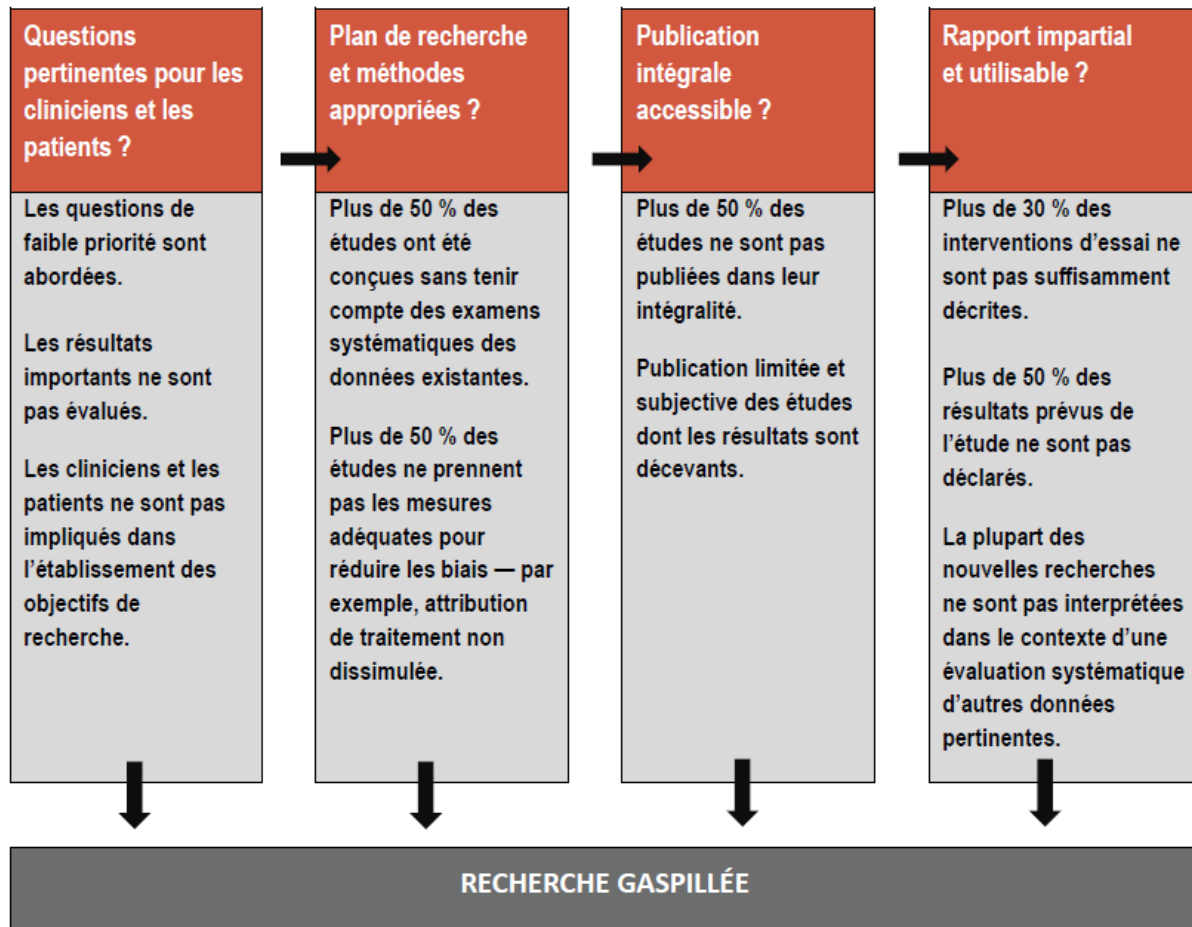 Questions
pertinentes pour les
cliniciens et les
patients ?
Les questions de
faible priorité sont
abordées.
Les résultats
importants ne sont
pas évalués.
Les cliniciens et les
patients ne sont pas
impliqués dans
l’établissement des
objectifs de
recherche.
Plan de recherche
et méthodes
appropriées ?
Plus de 50 % des
études ont été
conçues sans tenir
compte des examens
systématiques des
données existantes.
Plus de 50 % des
études ne prennent
pas les mesures
adéquates pour
réduire les biais — par
exemple, attribution
de traitement non
dissimulée.
Publication
intégrale
accessible ?
Plus de 50 % des
études ne sont pas
publiées dans leur
intégralité.
Publication limitée et
subjective des études
dont les résultats sont
décevants.
Rapport impartial
et utilisable ?
Plus de 30 % des
interventions d’essai ne
sont pas suffisamment
décrites.
Plus de 50 % des
résultats prévus de
l’étude ne sont pas
déclarés.
La plupart des
nouvelles recherches
ne sont pas interprétées
dans le contexte d’une
évaluation systématique
d’autres données
pertinentes.
RECHERCHE GASPILLÉE